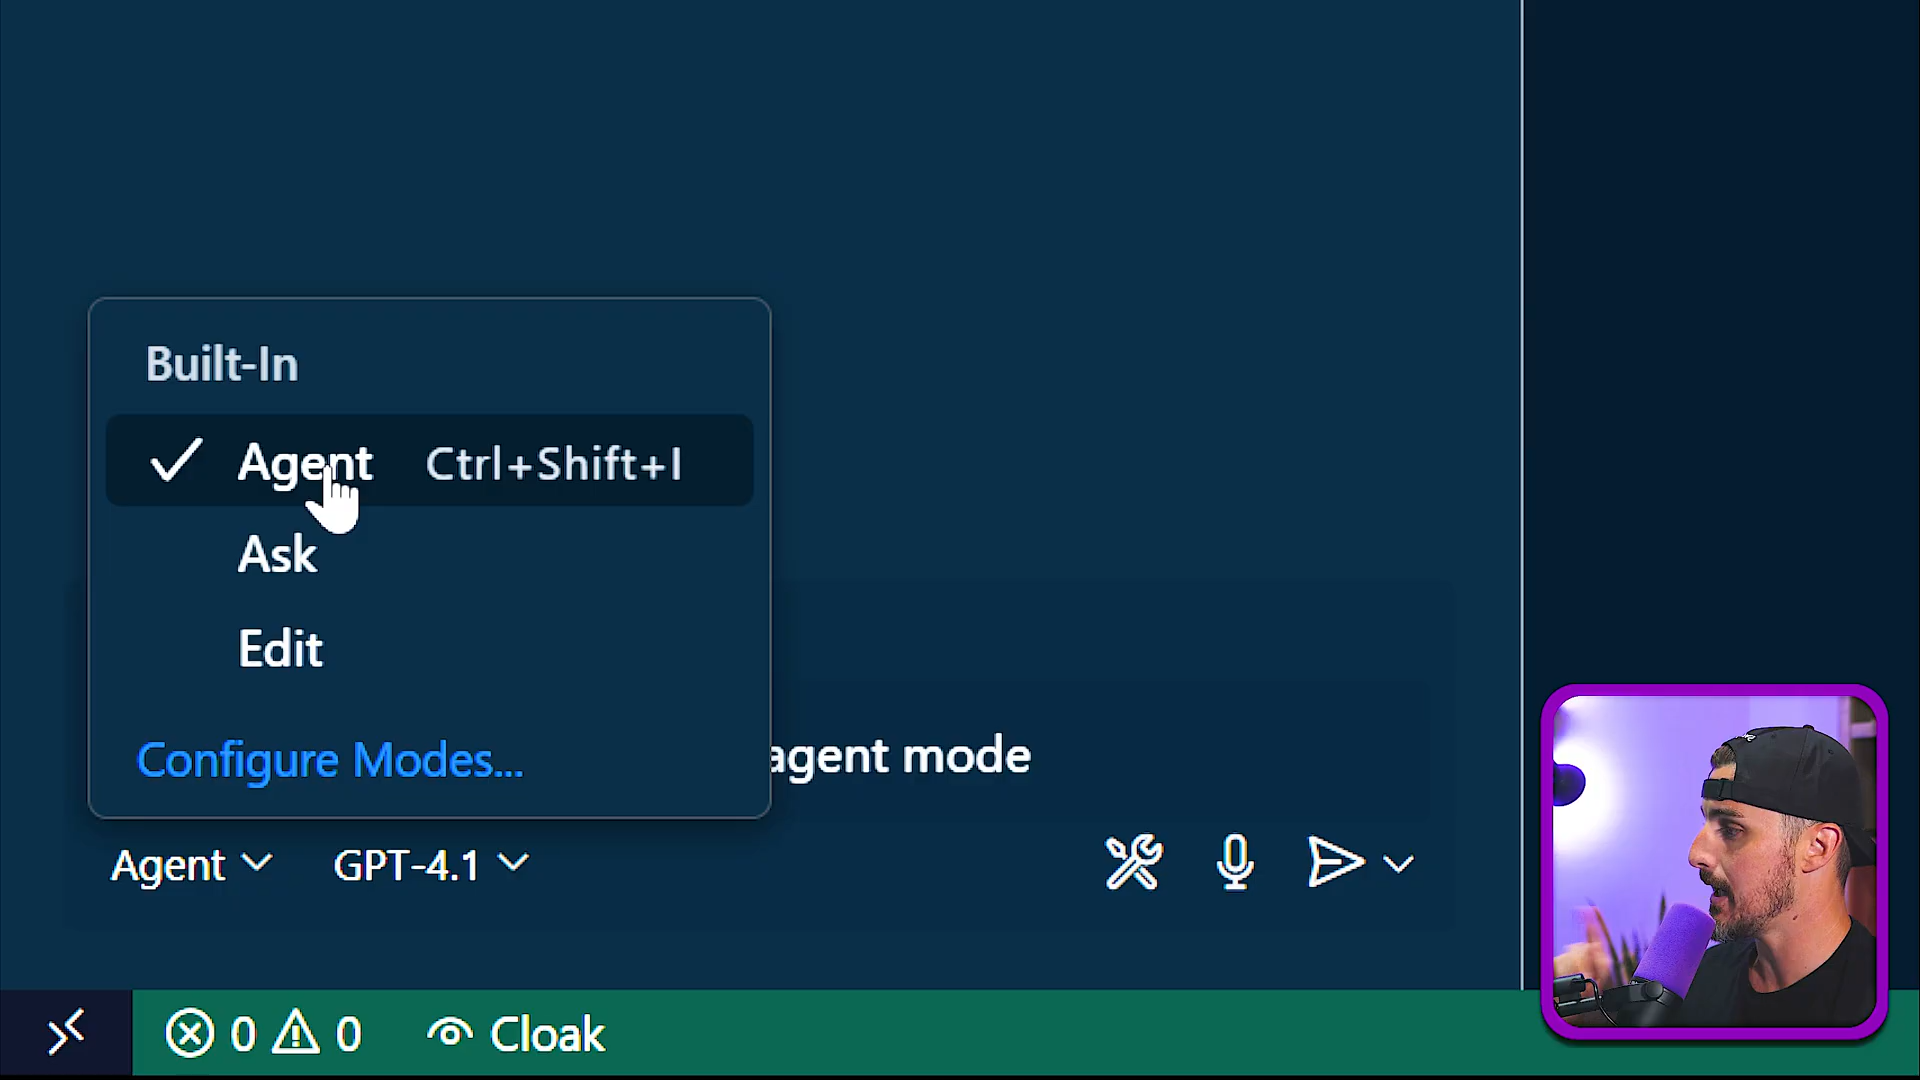 Built-In
Agent Ctrl+Shift+I
Ask
Edit
Configure Modes...
agent mode
Agent GPT-4.1
0 0 Cloak